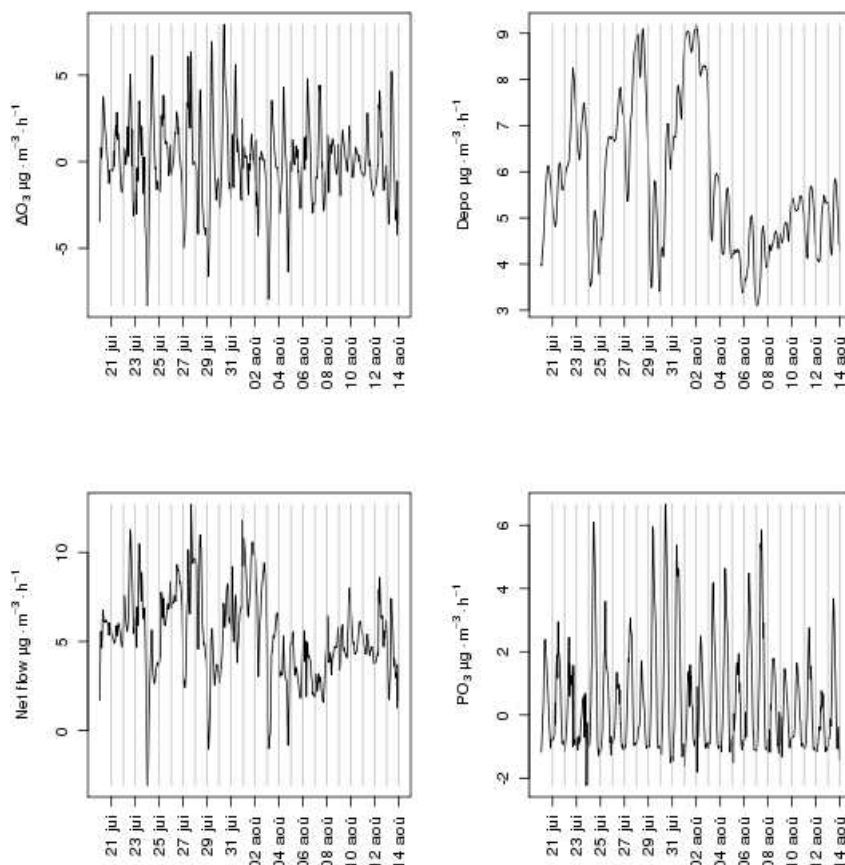 ΔO₃ µg · m⁻³ · h⁻¹
-5 0 5
21 jui 23 jui 25 jui 27 jui 29 jui 31 jui 02 aoû 04 aoû 06 aoû 08 aoû 10 aoû 12 aoû 14 aoû
Depo µg · m⁻³ · h⁻¹
3 4 5 6 7 8 9
21 jui 23 jui 25 jui 27 jui 29 jui 31 jui 02 aoû 04 aoû 06 aoû 08 aoû 10 aoû 12 aoû 14 aoû
Net flow µg · m⁻³ · h⁻¹
0 5 10
21 jui 23 jui 25 jui 27 jui 29 jui 31 jui 02 aoû 04 aoû 06 aoû 08 aoû 10 aoû 12 aoû 14 aoû
PO₃ µg · m⁻³ · h⁻¹
-2 0 2 4 6
21 jui 23 jui 25 jui 27 jui 29 jui 31 jui 02 aoû 04 aoû 06 aoû 08 aoû 10 aoû 12 aoû 14 aoû